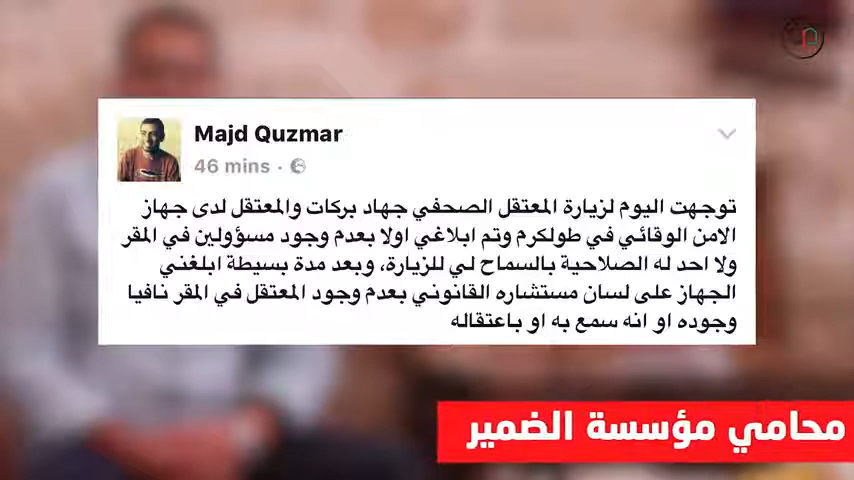 Majd Quzmar
46 mins ·
توجهت اليوم لزيارة المعتقل الصحفي جهاد بركات والمعتقل لدى جهاز
الامن الوقائي في طولكرم وتم ابلاغي اولا بعدم وجود مسؤولين في المقر
ولا احد له الصلاحية بالسماح لي للزيارة، وبعد مدة بسيطة ابلغني
الجهاز على لسان مستشاره القانوني بعدم وجود المعتقل في المقر نافيا
وجوده او انه سمع به او باعتقاله
محامي مؤسسة الضمير